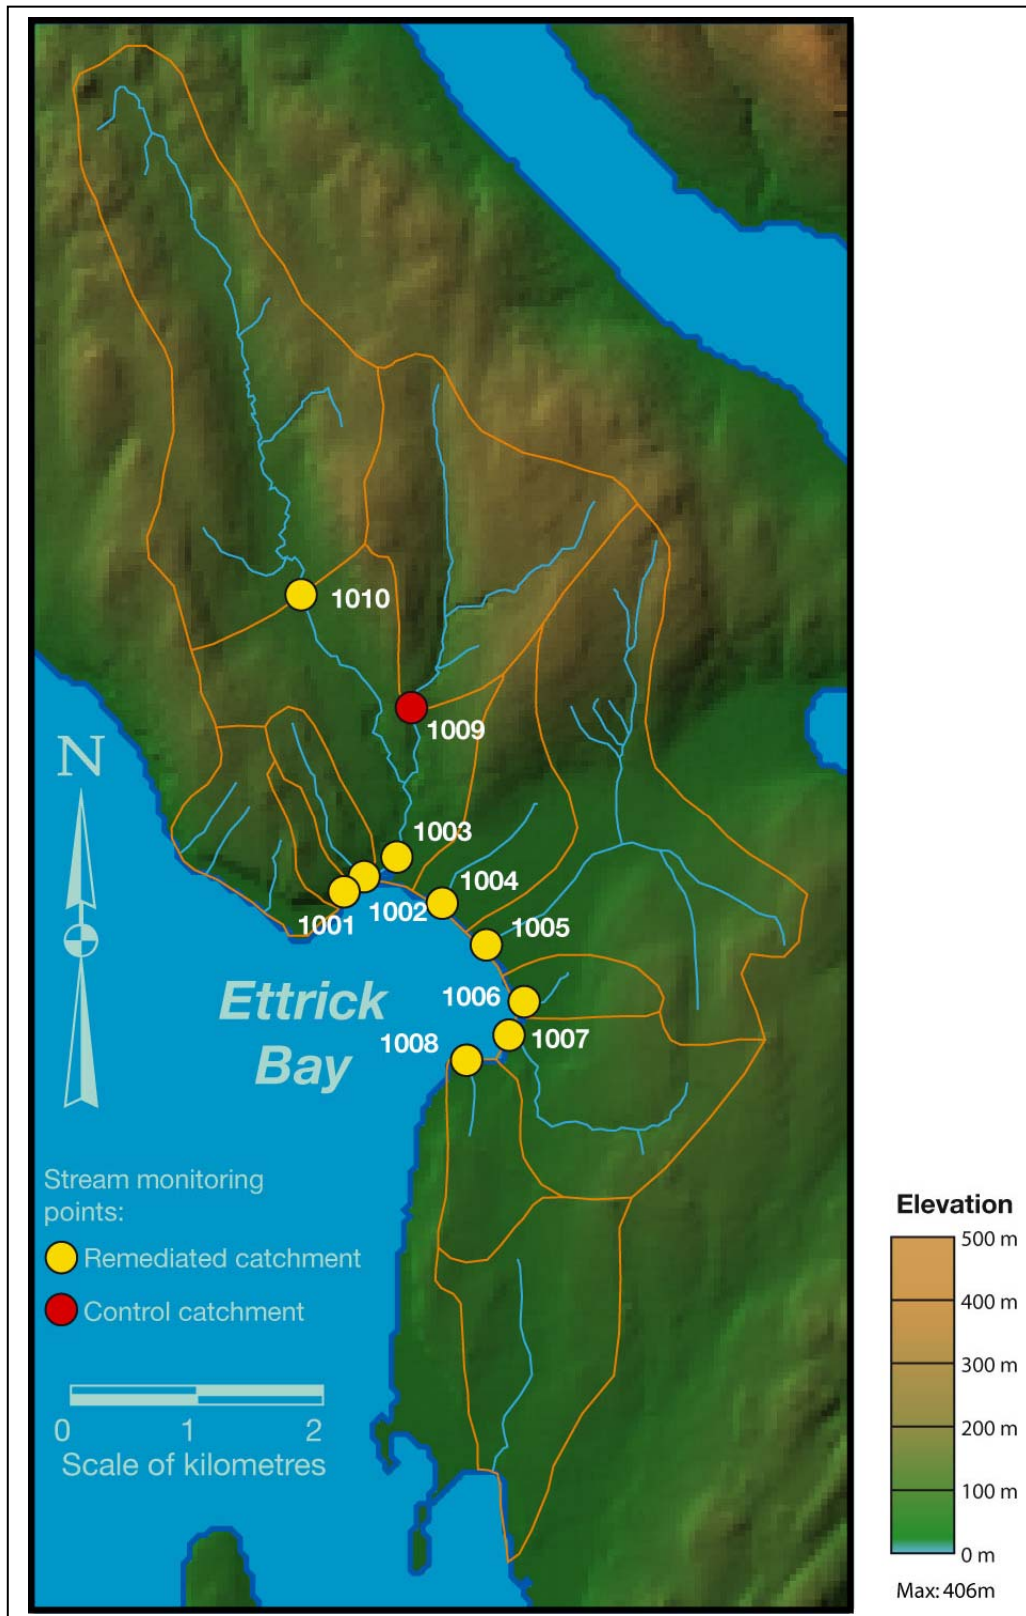 1010
1009
1003
1004
1002
1001
1005
1006
1007
1008
N
Ettrick
Bay
Stream monitoring
points:
Remediated catchment
Control catchment
0 1 2
Scale of kilometres
Elevation
500 m
400 m
300 m
200 m
100 m
0 m
Max: 406m